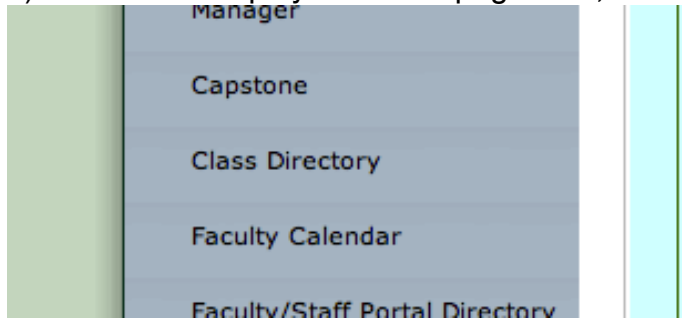 Manager
Capstone
Class Directory
Faculty Calendar
Faculty/Staff Portal Directory